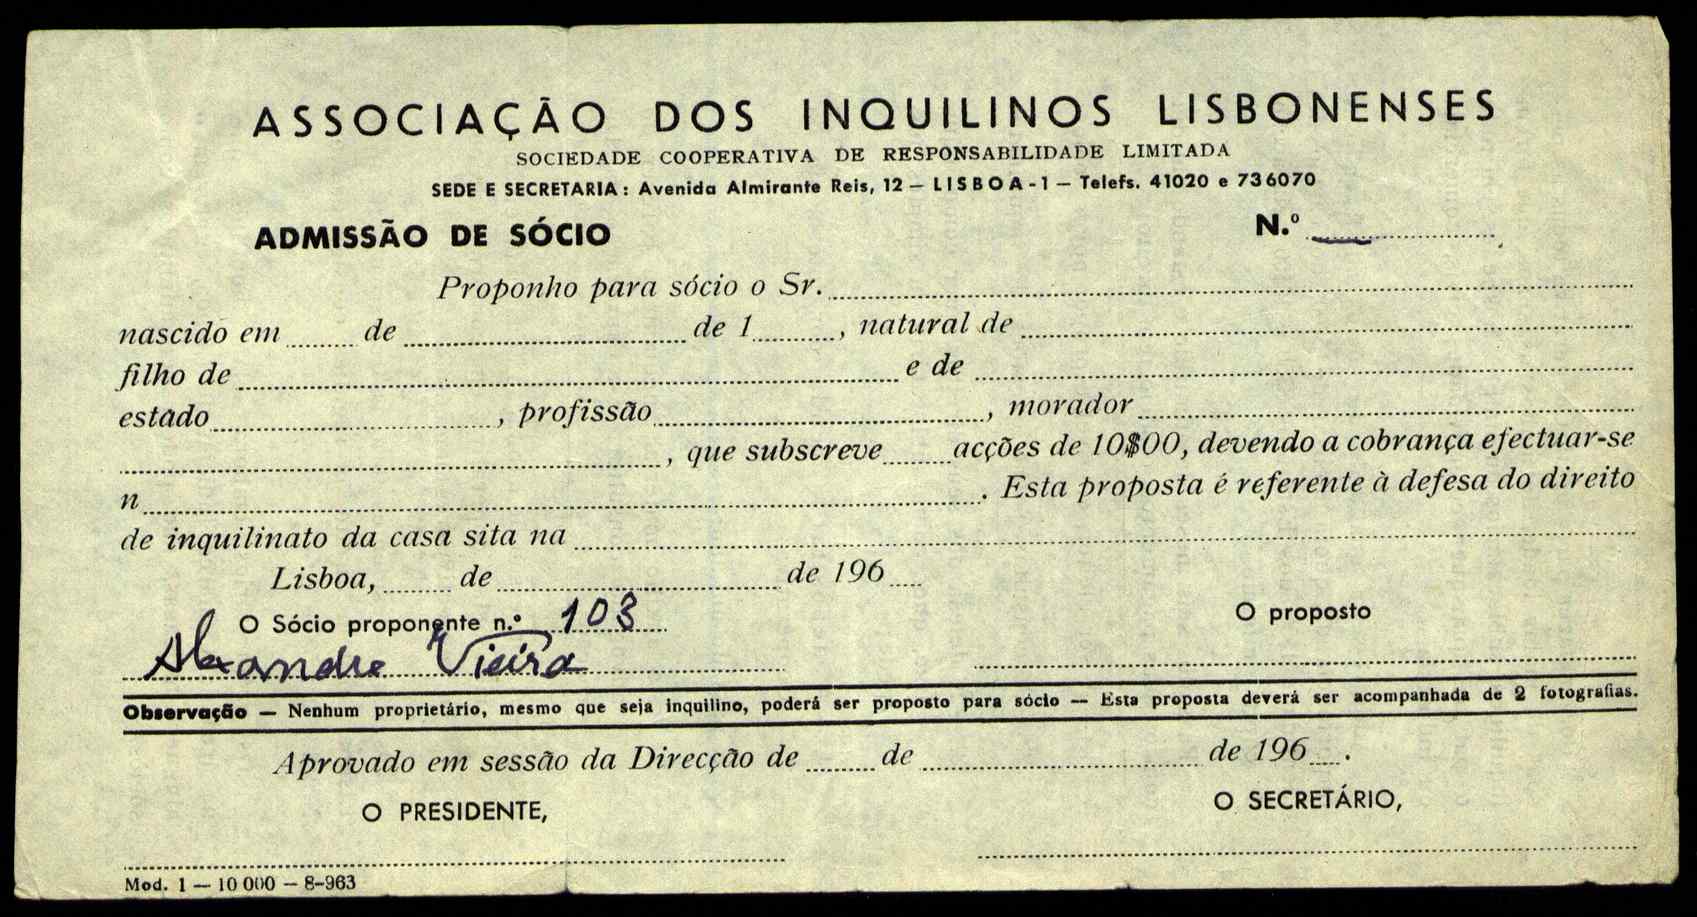 ASSOCIAÇÃO DOS INQUILINOS LISBONENSES
SOCIEDADE COOPERATIVA DE RESPONSABILIDADE LIMITADA
SEDE E SECRETARIA: Avenida Almirante Reis, 12 — LISBOA-1 — Telefs. 41020 e 736070
ADMISSÃO DE SÓCIO N.º
Proponho para sócio o Sr.
nascido em de de 1, natural de
filho de e de
estado, profissão, morador
, que subscreve acções de 10$00, devendo a cobrança efectuar-se
n. Esta proposta é referente à defesa do direito
de inquilinato da casa sita na
Lisboa, de de 196
O Sócio proponente n.º 103 O proposto
Alexandre Vieira
Observação — Nenhum proprietário, mesmo que seja inquilino, poderá ser proposto para sócio — Esta proposta deverá ser acompanhada de 2 fotografias.
Aprovado em sessão da Direcção de de de 196.
O PRESIDENTE, O SECRETÁRIO,
Mod. 1 — 10 000 — 8-963